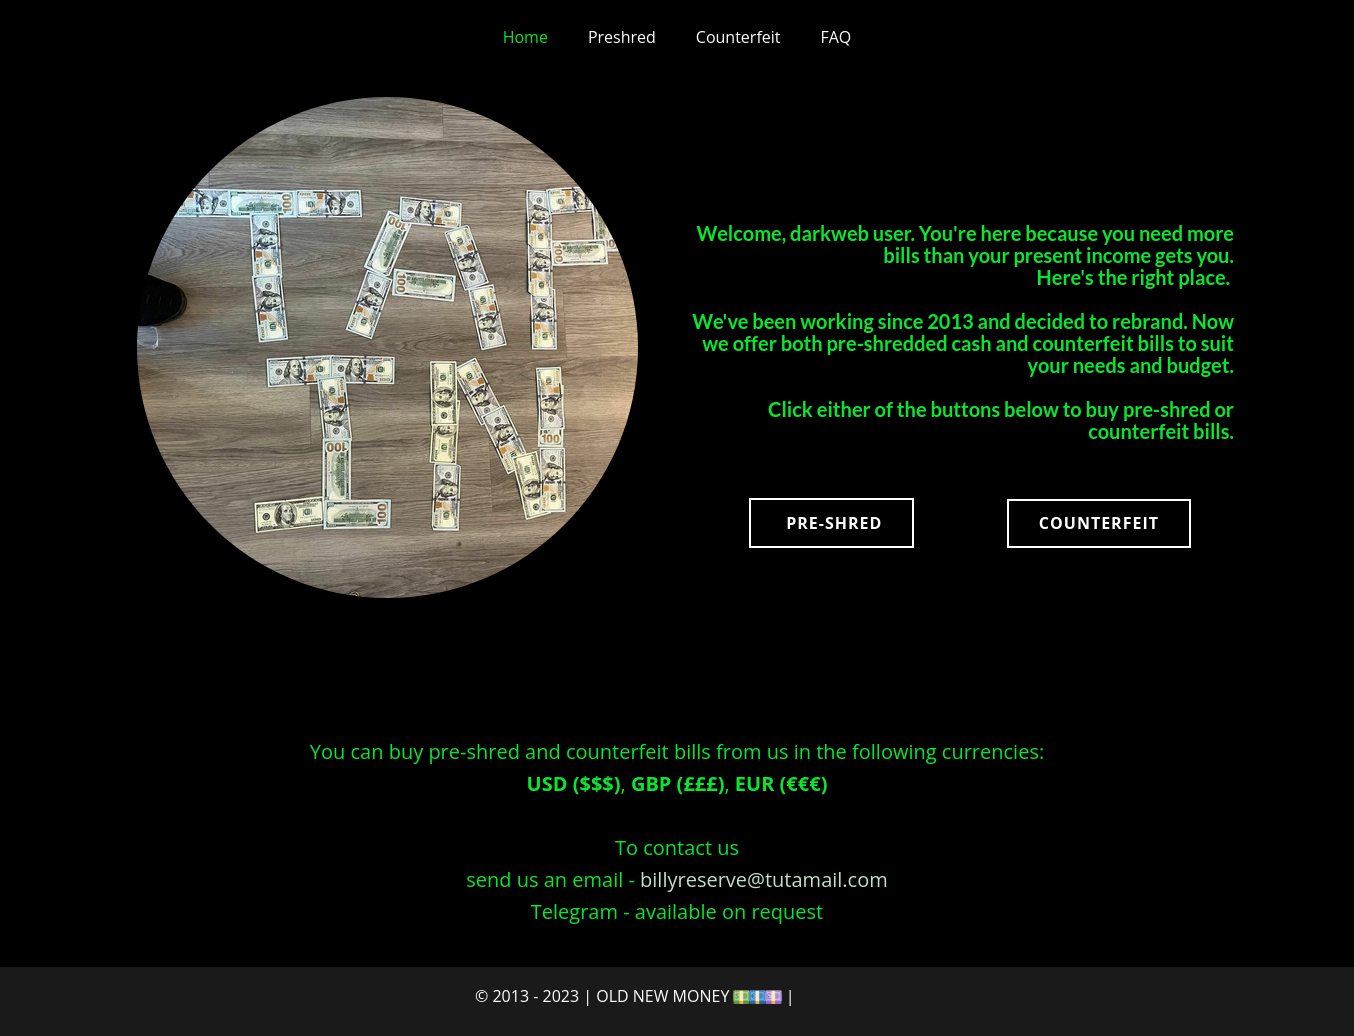 Home Preshred Counterfeit FAQ
TAP
IN
Welcome, darkweb user. You're here because you need more
bills than your present income gets you.
Here's the right place.
We've been working since 2013 and decided to rebrand. Now
we offer both pre-shredded cash and counterfeit bills to suit
your needs and budget.
Click either of the buttons below to buy pre-shred or
counterfeit bills.
PRE-SHRED COUNTERFEIT
You can buy pre-shred and counterfeit bills from us in the following currencies:
USD ($$$), GBP (£££), EUR (€€€)
To contact us
send us an email - billyreserve@tutamail.com
Telegram - available on request
© 2013 - 2023 | OLD NEW MONEY |